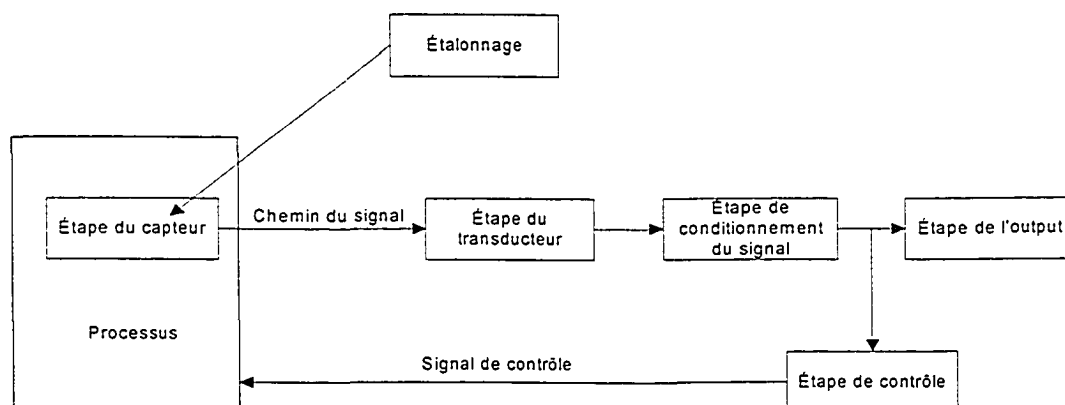 Étalonnage
Étape du capteur
Chemin du signal
Étape du
transducteur
Étape de
conditionnement
du signal
Étape de l'output
Processus
Signal de contrôle
Étape de contrôle